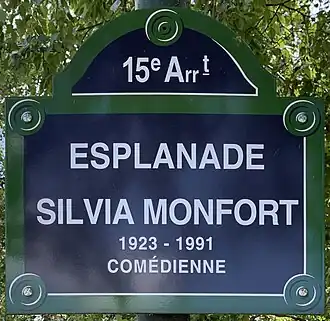 15e Arrt
ESPLANADE
SILVIA MONFORT
1923 - 1991
COMÉDIENNE